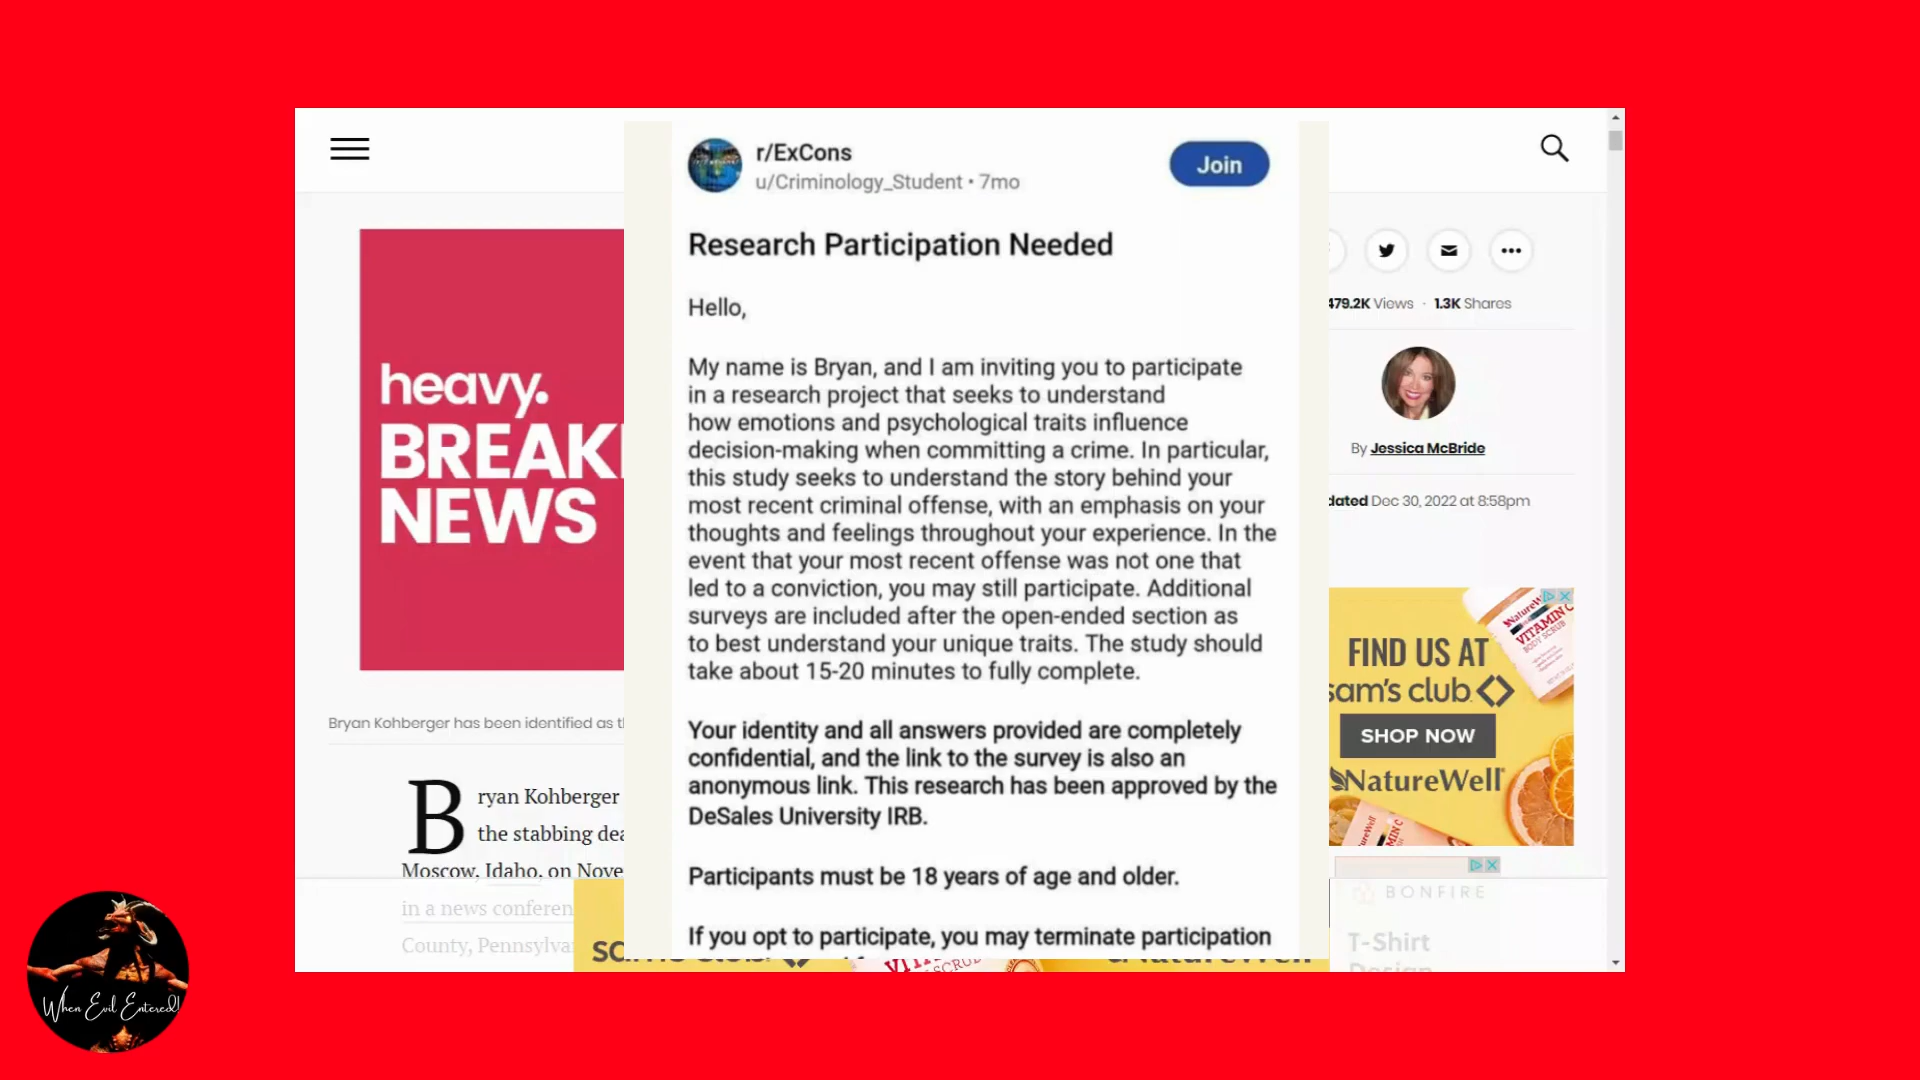 r/ExCons
u/Criminology_Student • 7mo
Join
Research Participation Needed
Hello,
My name is Bryan, and I am inviting you to participate
in a research project that seeks to understand
how emotions and psychological traits influence
decision-making when committing a crime. In particular,
this study seeks to understand the story behind your
most recent criminal offense, with an emphasis on your
thoughts and feelings throughout your experience. In the
event that your most recent offense was not one that
led to a conviction, you may still participate. Additional
surveys are included after the open-ended section as
to best understand your unique traits. The study should
take about 15-20 minutes to fully complete.
Your identity and all answers provided are completely
confidential, and the link to the survey is also an
anonymous link. This research has been approved by the
DeSales University IRB.
Participants must be 18 years of age and older.
If you opt to participate, you may terminate participation
heavy.
BREAK
NEWS
Bryan Kohberger has been identified as
Bryan Kohberger
the stabbing
Moscow, Idaho, on
in a news
County,
479.2K Views · 1.3K Shares
By Jessica McBride
Dec 30, 2022 at 8:58pm
NatureWell
VITAMIN C
BODY SCRUB
FIND US AT
sam's club
SHOP NOW
NatureWell
BONFIRE
T-Shirt
Design
NatureWell
When Evil Entered!